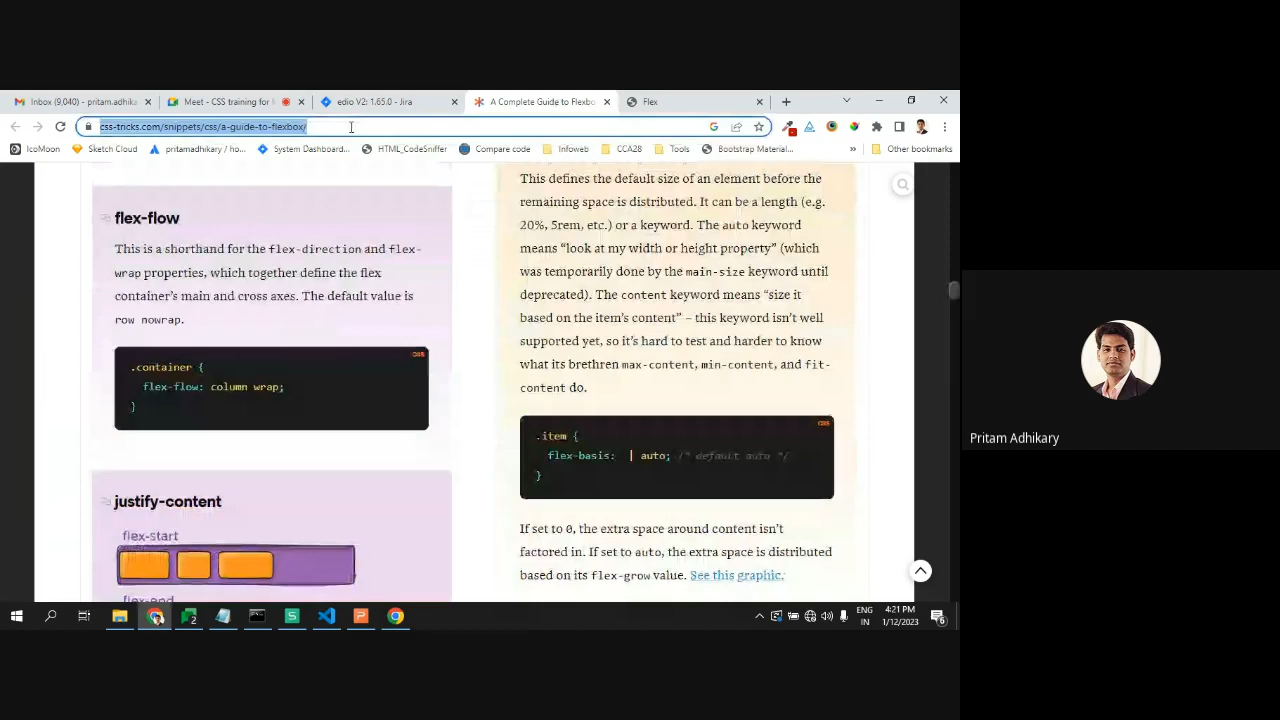 Inbox (9,040) - pritam.adhika
Meet - CSS training for
edio V2: 1.65.0 - Jira
A Complete Guide to Flexbo
Flex
css-tricks.com/snippets/css/a-guide-to-flexbox/
IcoMoon
Sketch Cloud
pritamadhikary / ho...
System Dashboard...
HTML_CodeSniffer
Compare code
Infoweb
CCA28
Tools
Bootstrap Material...
»
Other bookmarks
flex-flow
This is a shorthand for the flex-direction and flex-
wrap properties, which together define the flex
container's main and cross axes. The default value is
row nowrap.
CSS
.container {
flex-flow: column wrap;
}
justify-content
flex-start
flex-end
This defines the default size of an element before the
remaining space is distributed. It can be a length (e.g.
20%, 5rem, etc.) or a keyword. The auto keyword
means “look at my width or height property” (which
was temporarily done by the main-size keyword until
deprecated). The content keyword means “size it
based on the item's content” – this keyword isn't well
supported yet, so it's hard to test and harder to know
what its brethren max-content, min-content, and fit-
content do.
CSS
.item {
flex-basis:  | auto; /* default auto */
}
If set to 0, the extra space around content isn't
factored in. If set to auto, the extra space is distributed
based on its flex-grow value. See this graphic.
ENG
IN
4:21 PM
1/12/2023
6
Pritam Adhikary